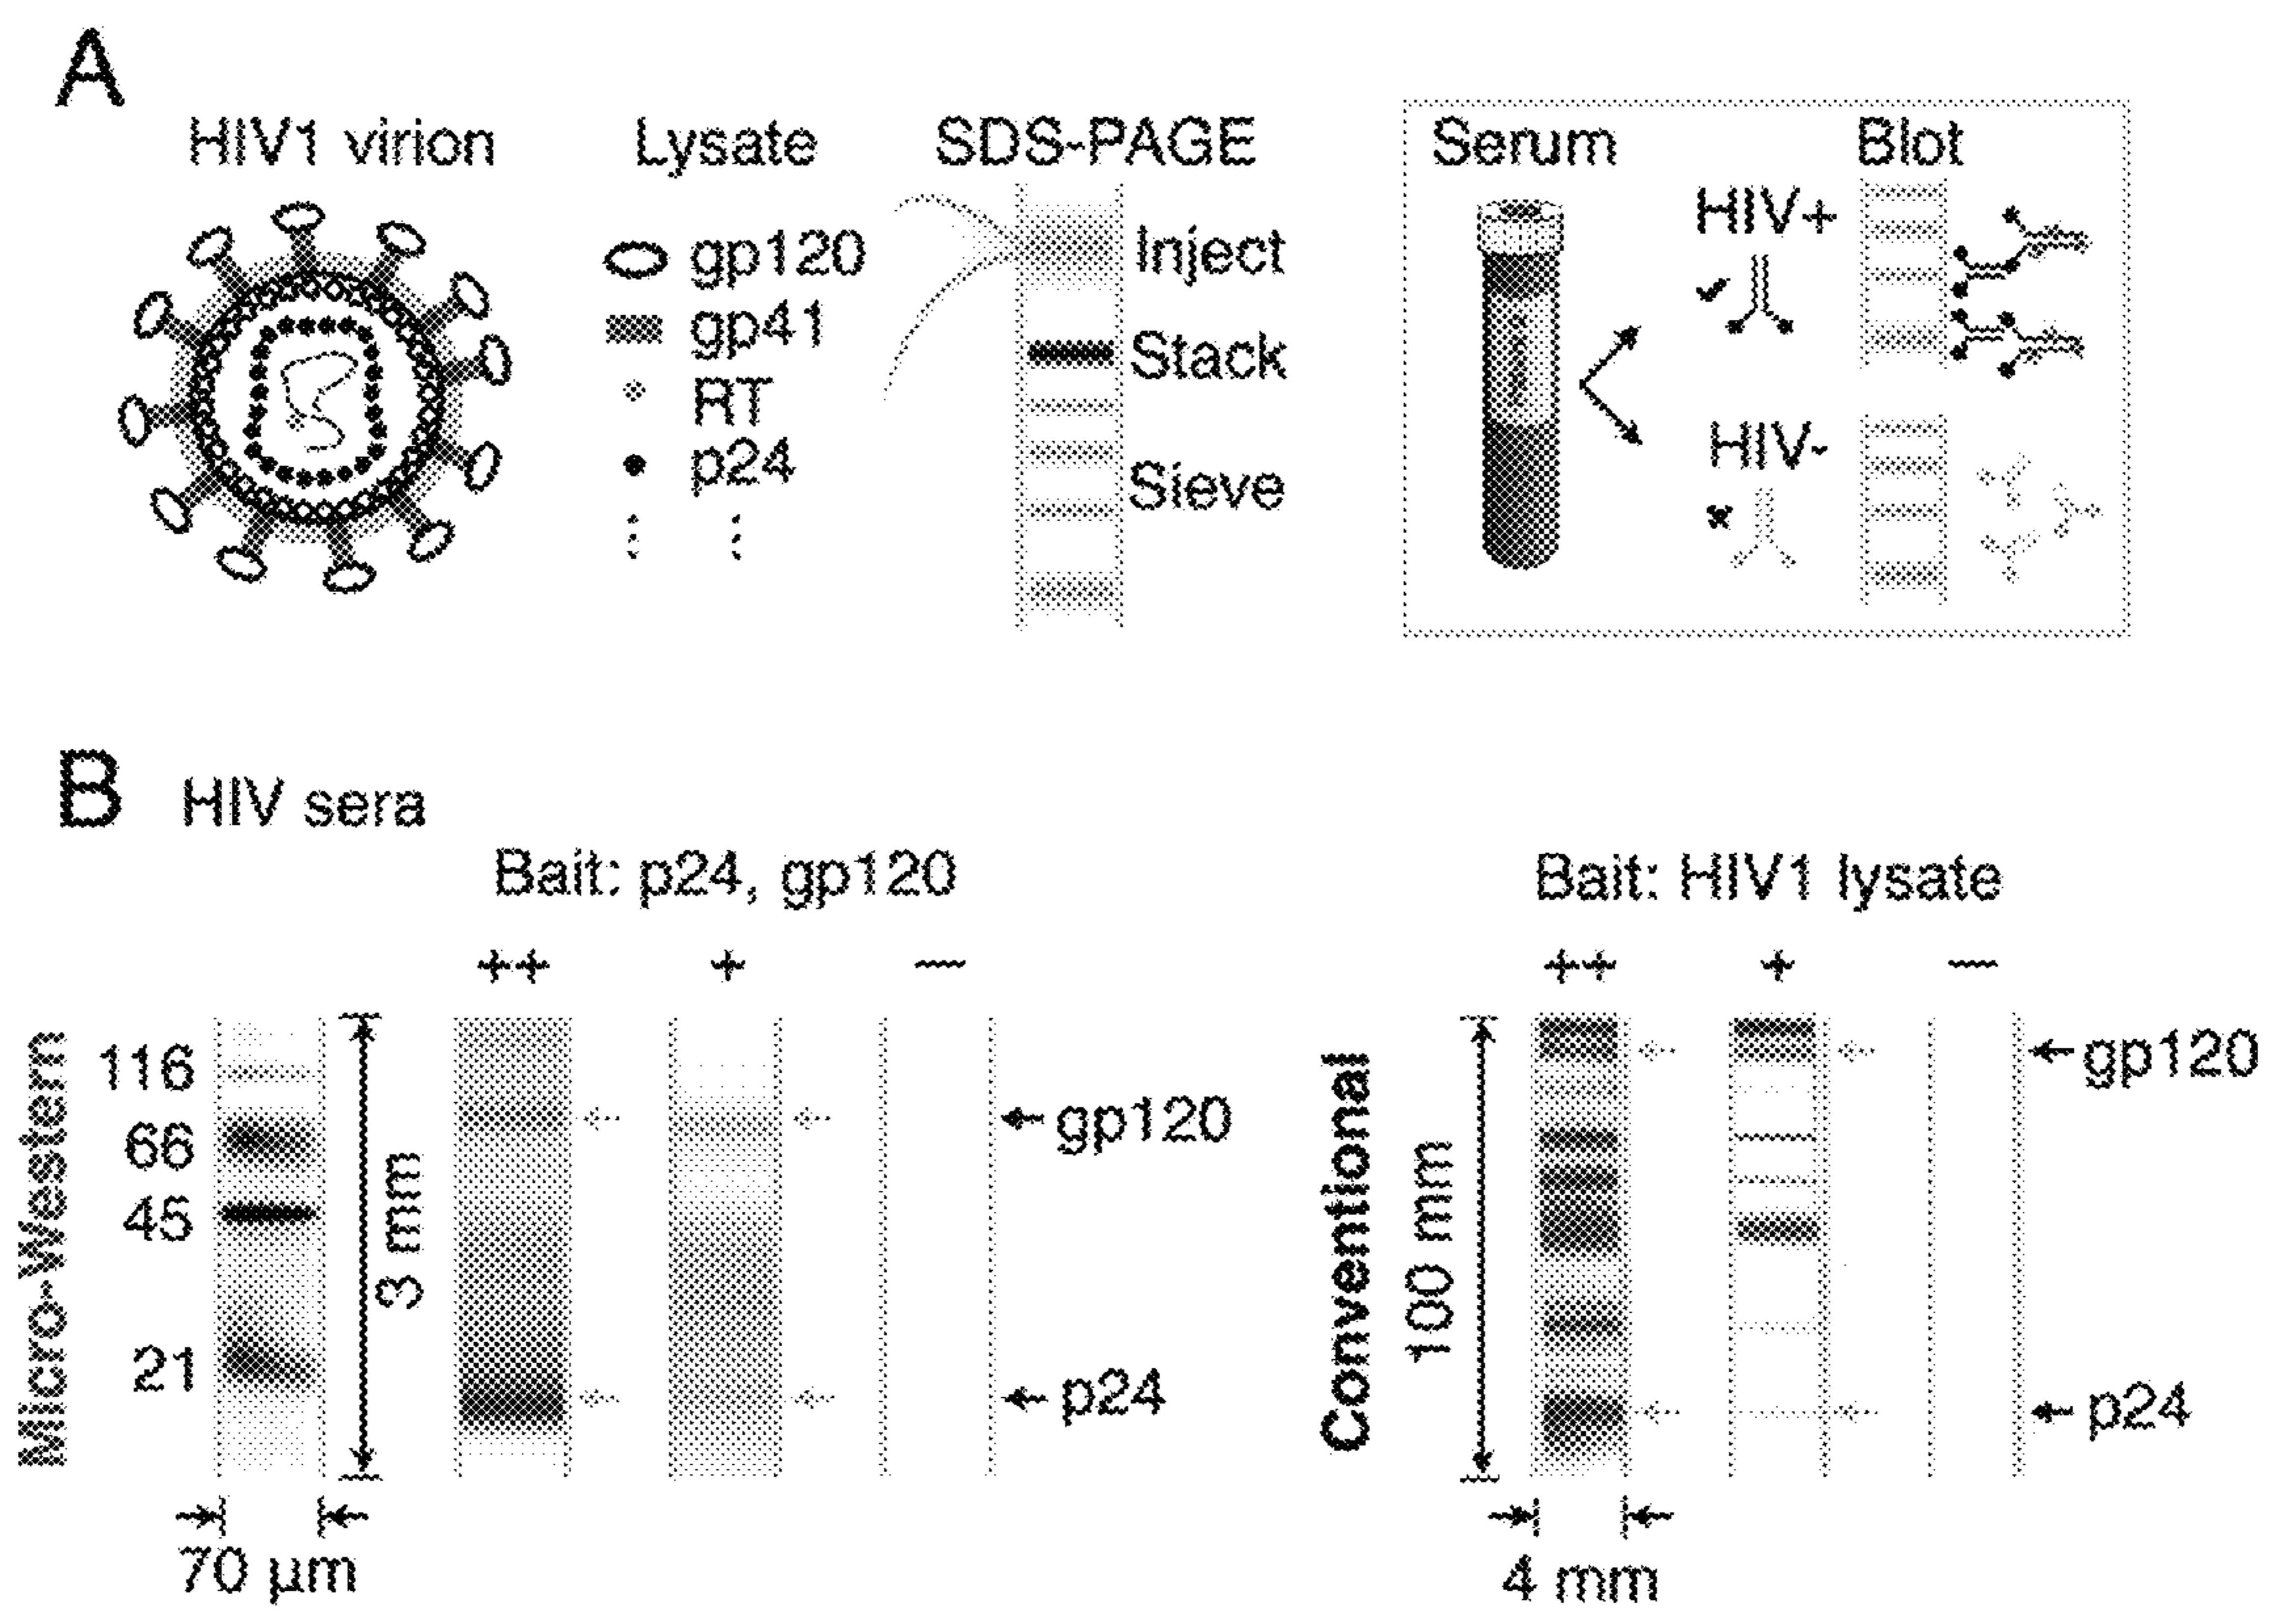 A
HIV1 virion
Lysate
SDS-PAGE
Serum
Blot
gp120
gp41
RT
p24
Inject
Stack
Sieve
HIV+
HIV-
B
HIV sera
Bait: p24, gp120
Bait: HIV1 lysate
++
+
—
++
+
—
Micro-Western
116
66
45
21
3 mm
70 µm
gp120
p24
Conventional
100 mm
4 mm
gp120
p24